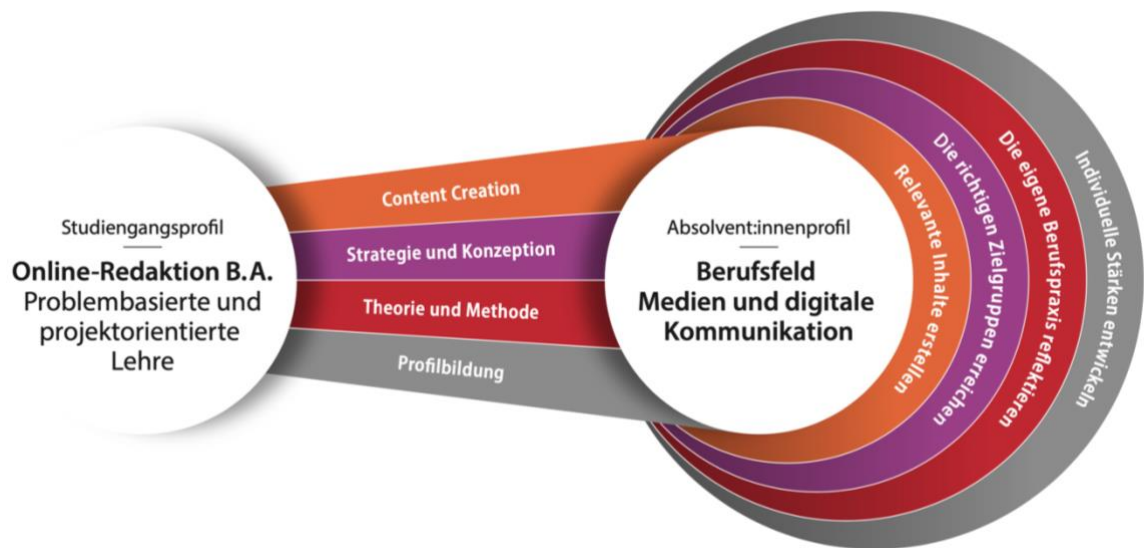 Studiengangsprofil
Online-Redaktion B.A.
Problembasierte und
projektorientierte
Lehre
Content Creation
Strategie und Konzeption
Theorie und Methode
Profilbildung
Absolvent:innenprofil
Berufsfeld
Medien und digitale
Kommunikation
Relevante Inhalte erstellen
Die richtigen Zielgruppen erreichen
Die eigene Berufspraxis reflektieren
Individuelle Stärken entwickeln